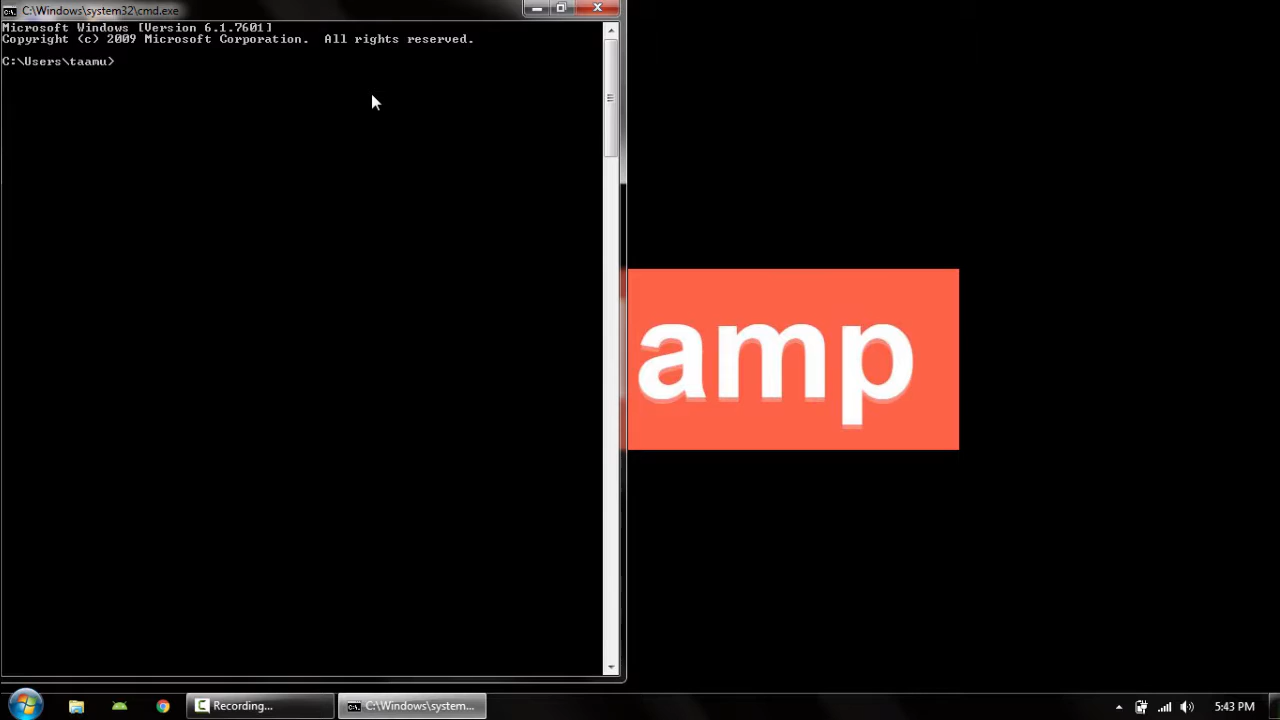 C:\Windows\system32\cmd.exe
Microsoft Windows [Version 6.1.7601]
Copyright (c) 2009 Microsoft Corporation.  All rights reserved.
C:\Users\taamu>
amp
Recording...
C:\Windows\system...
5:43 PM